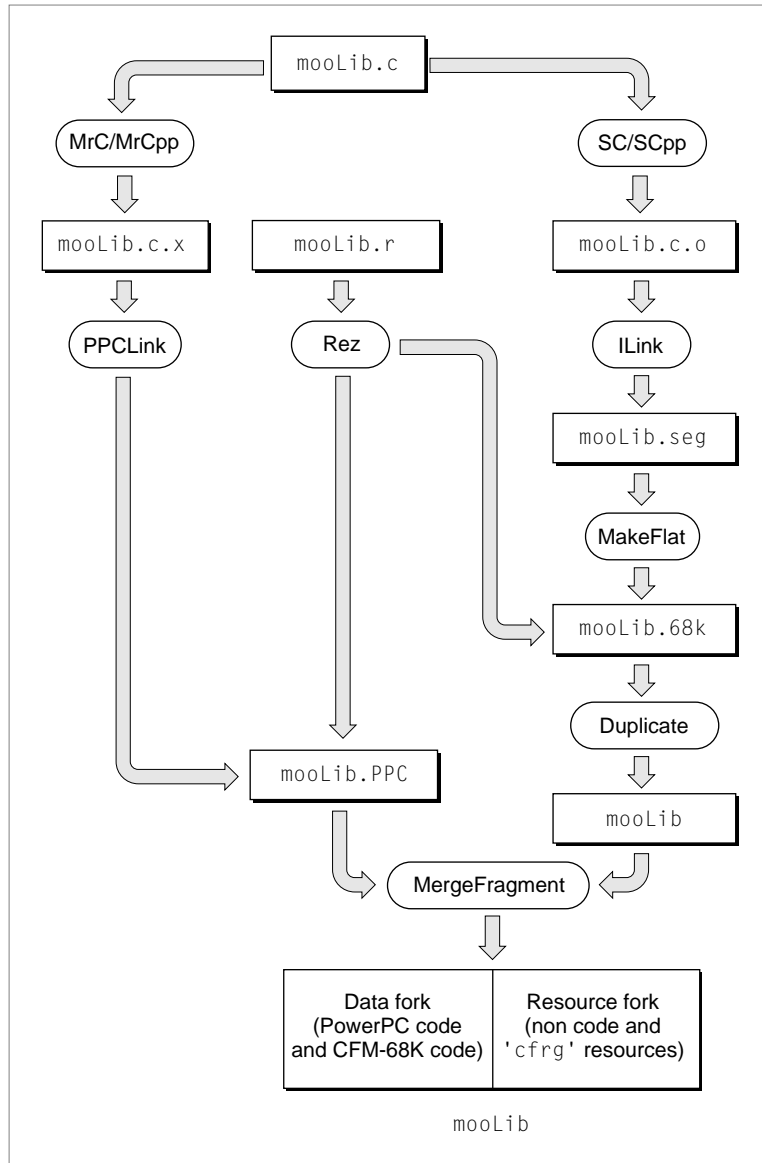 mooLib.c
MrC/MrCpp
SC/SCpp
mooLib.c.x
mooLib.r
mooLib.c.o
PPCLink
Rez
ILink
mooLib.seg
MakeFlat
mooLib.68k
Duplicate
mooLib.PPC
mooLib
MergeFragment
Data fork
(PowerPC code
and CFM-68K code)
Resource fork
(non code and
'cfrg' resources)
mooLib